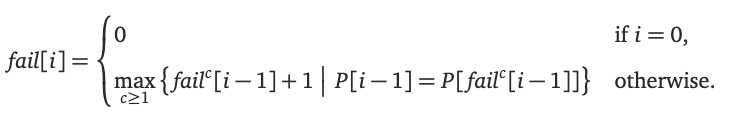 fail[i] = { 0 if i = 0,
max_{c≥1} {fail^c[i − 1] + 1 | P[i − 1] = P[fail^c[i − 1]]} otherwise.